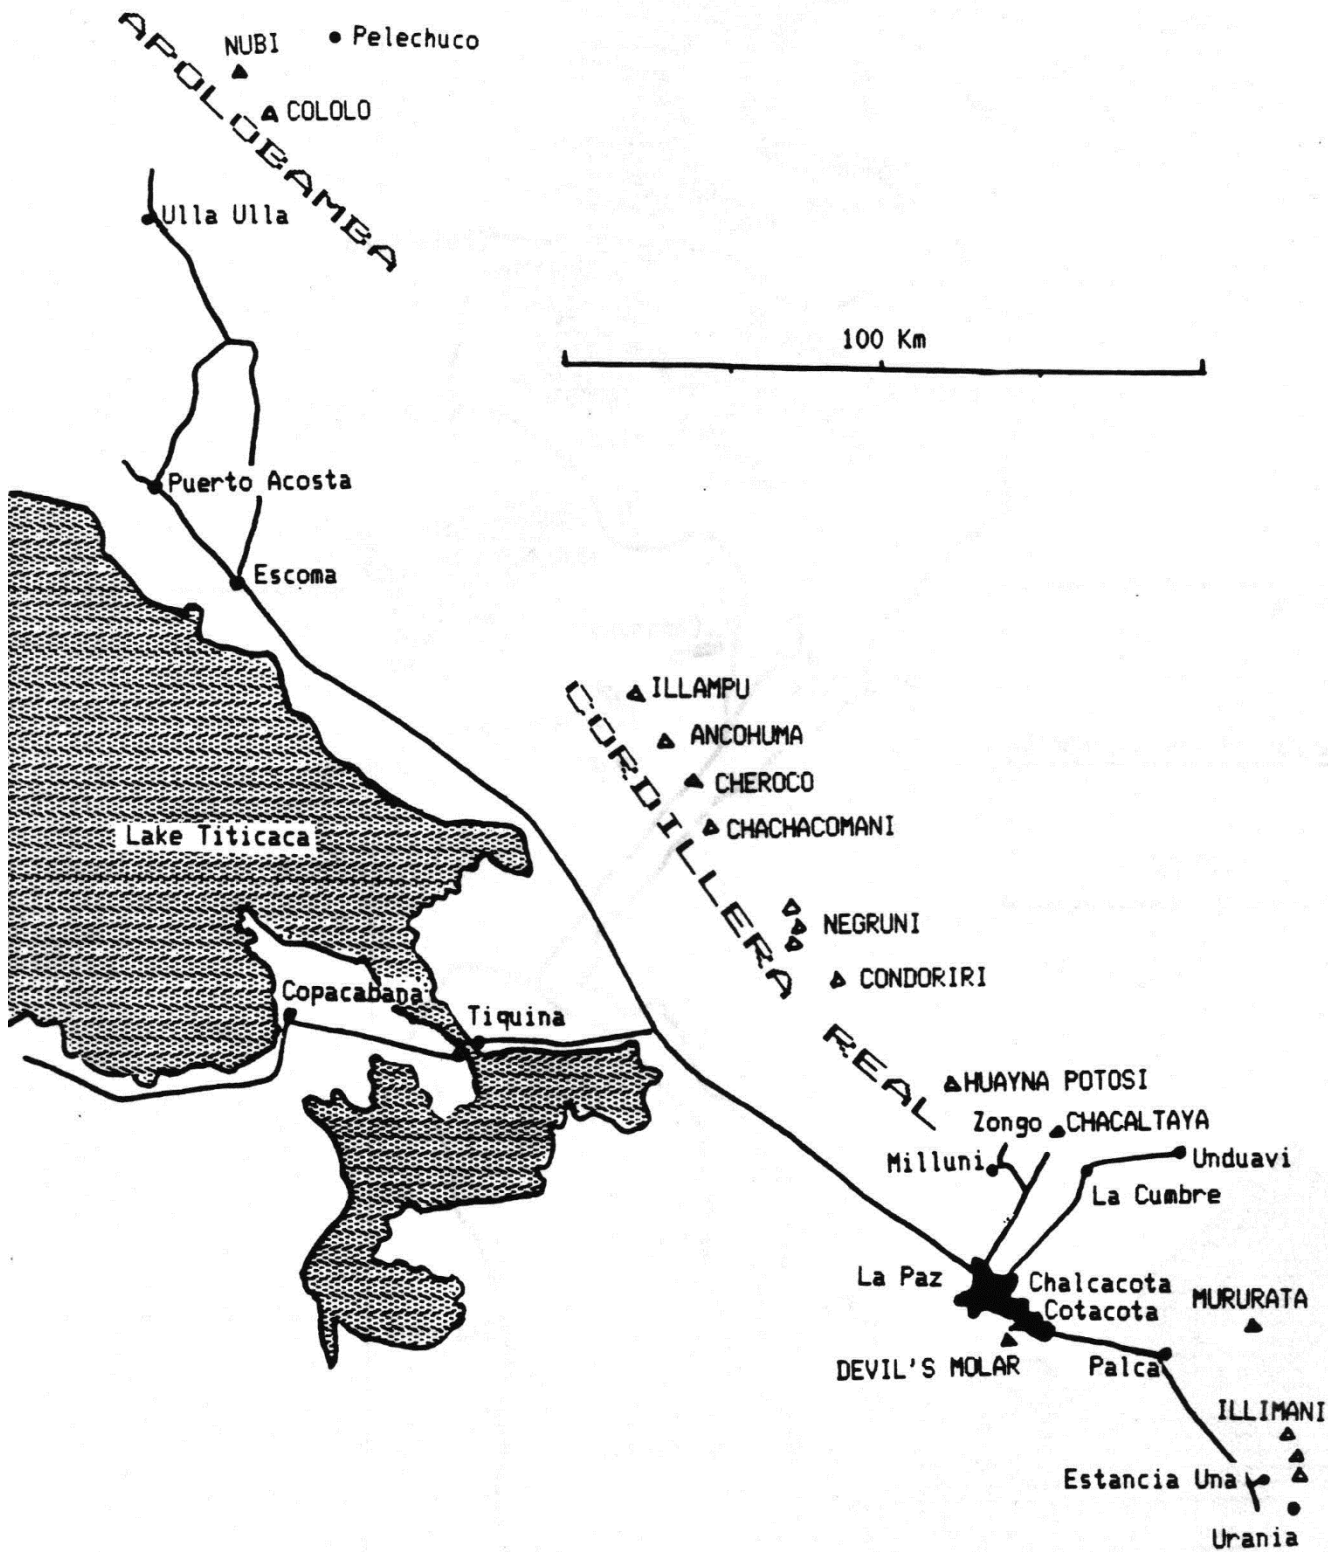 APOLOBAMBA
NUBI
Pelechuco
COLOLO
Ulla Ulla
100 Km
Puerto Acosta
Escoma
CORDILLERA REAL
ILLAMPU
ANCOHUMA
CHEROCO
CHACHACOMANI
Lake Titicaca
NEGRUNI
CONDORIRI
Copacabana
Tiquina
HUAYNA POTOSI
Zongo
CHACALTAYA
Milluni
Unduavi
La Cumbre
La Paz
Chalcacota
Cotacota
MURURATA
DEVIL'S MOLAR
Palca
ILLIMANI
Estancia Una
Urania